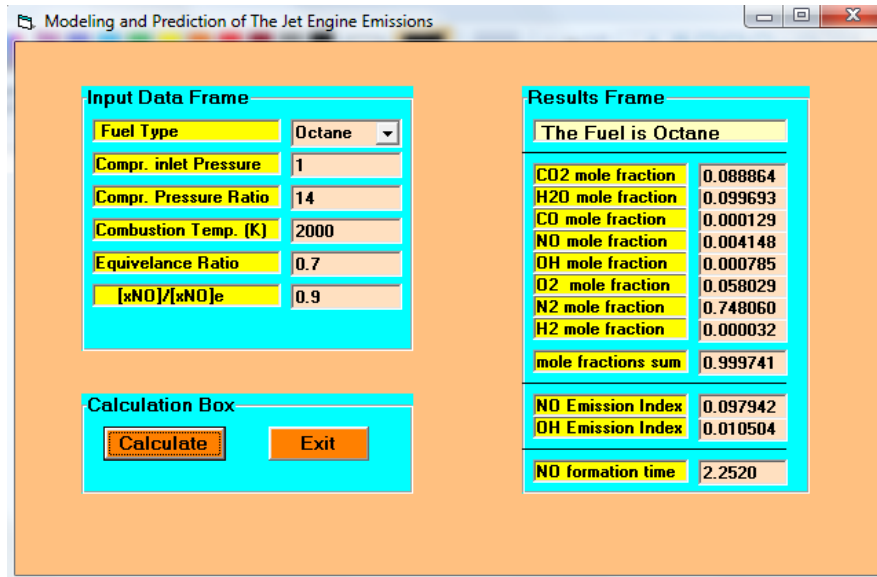 Modeling and Prediction of The Jet Engine Emissions
Input Data Frame
Fuel Type Octane
Compr. inlet Pressure 1
Compr. Pressure Ratio 14
Combustion Temp. (K) 2000
Equivelance Ratio 0.7
[xNO]/[xNO]e 0.9
Calculation Box
Calculate Exit
Results Frame
The Fuel is Octane
CO2 mole fraction 0.088864
H2O mole fraction 0.099693
CO mole fraction 0.000129
NO mole fraction 0.004148
OH mole fraction 0.000785
O2 mole fraction 0.058029
N2 mole fraction 0.748060
H2 mole fraction 0.000032
mole fractions sum 0.999741
NO Emission Index 0.097942
OH Emission Index 0.010504
NO formation time 2.2520